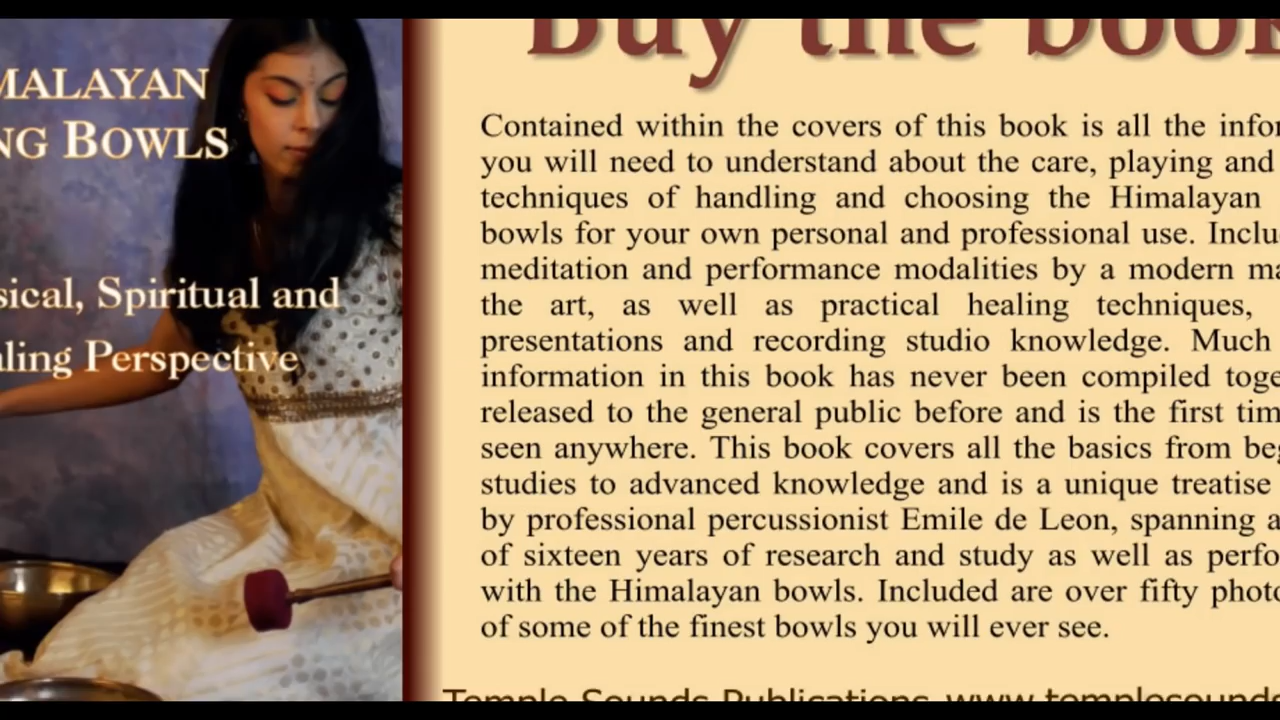 MALAYAN
NG BOWLS
sical, Spiritual and
aling Perspective
Buy the book
Contained within the covers of this book is all the infor
you will need to understand about the care, playing and
techniques of handling and choosing the Himalayan
bowls for your own personal and professional use. Inclu
meditation and performance modalities by a modern ma
the art, as well as practical healing techniques,
presentations and recording studio knowledge. Much
information in this book has never been compiled toge
released to the general public before and is the first tim
seen anywhere. This book covers all the basics from beg
studies to advanced knowledge and is a unique treatise
by professional percussionist Emile de Leon, spanning a
of sixteen years of research and study as well as perfo
with the Himalayan bowls. Included are over fifty photo
of some of the finest bowls you will ever see.
Temple Sounds Publications www.templesounds